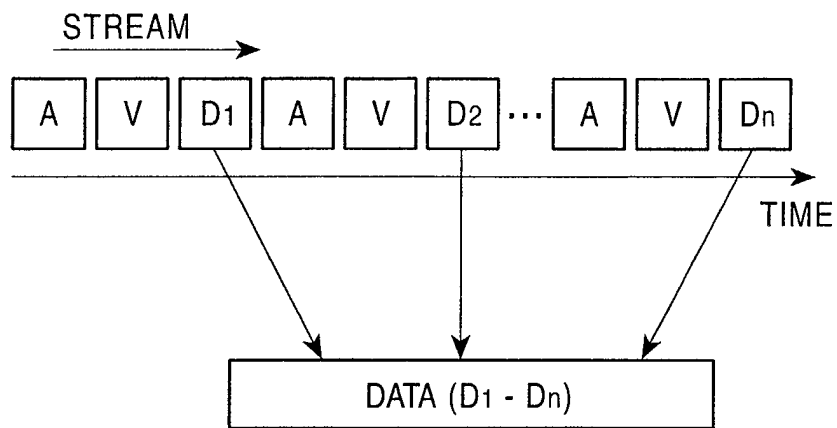 STREAM
A V D1 A V D2 ... A V Dn
TIME
DATA (D1 - Dn)